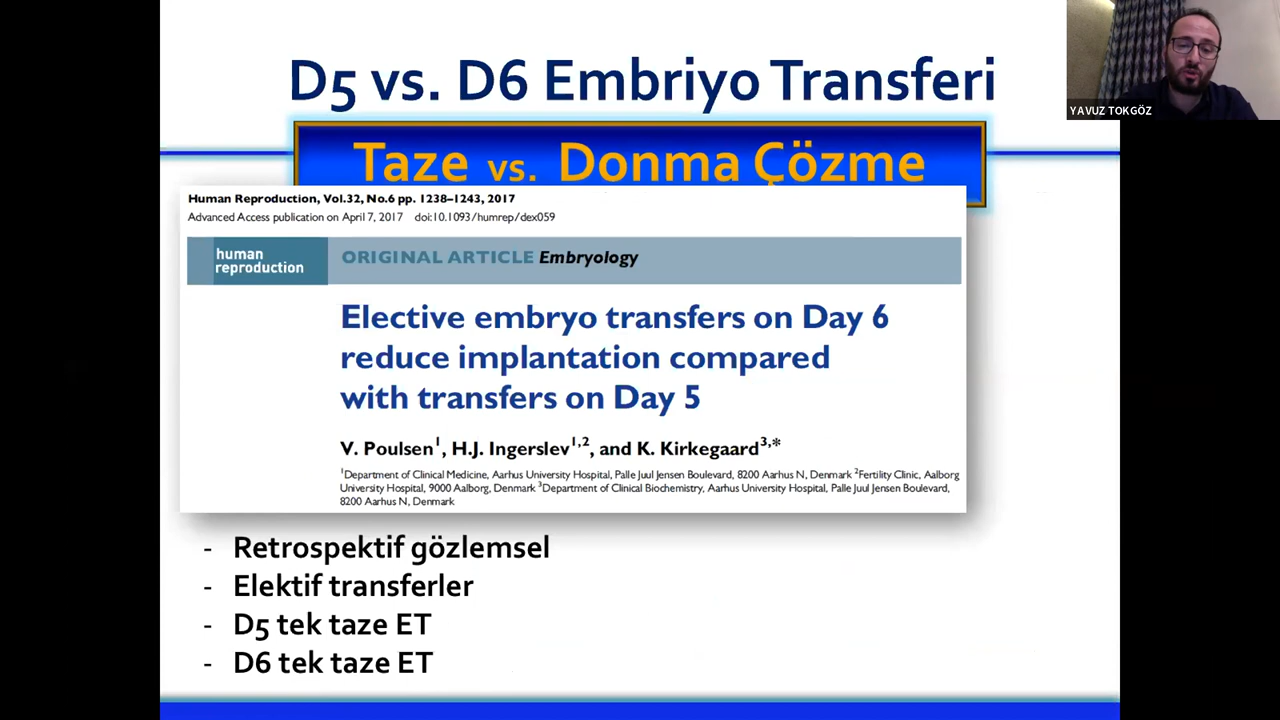 D5 vs. D6 Embriyo Transferi
YAVUZ TOKGÖZ
Taze vs. Donma Çözme
Human Reproduction, Vol.32, No.6 pp. 1238–1243, 2017
Advanced Access publication on April 7, 2017 doi:10.1093/humrep/dex059
human
reproduction
ORIGINAL ARTICLE Embryology
Elective embryo transfers on Day 6
reduce implantation compared
with transfers on Day 5
V. Poulsen1, H.J. Ingerslev1,2, and K. Kirkegaard3,*
1Department of Clinical Medicine, Aarhus University Hospital, Palle Juul Jensen Boulevard, 8200 Aarhus N, Denmark 2Fertility Clinic, Aalborg
University Hospital, 9000 Aalborg, Denmark 3Department of Clinical Biochemistry, Aarhus University Hospital, Palle Juul Jensen Boulevard,
8200 Aarhus N, Denmark
- Retrospektif gözlemsel
- Elektif transferler
- D5 tek taze ET
- D6 tek taze ET